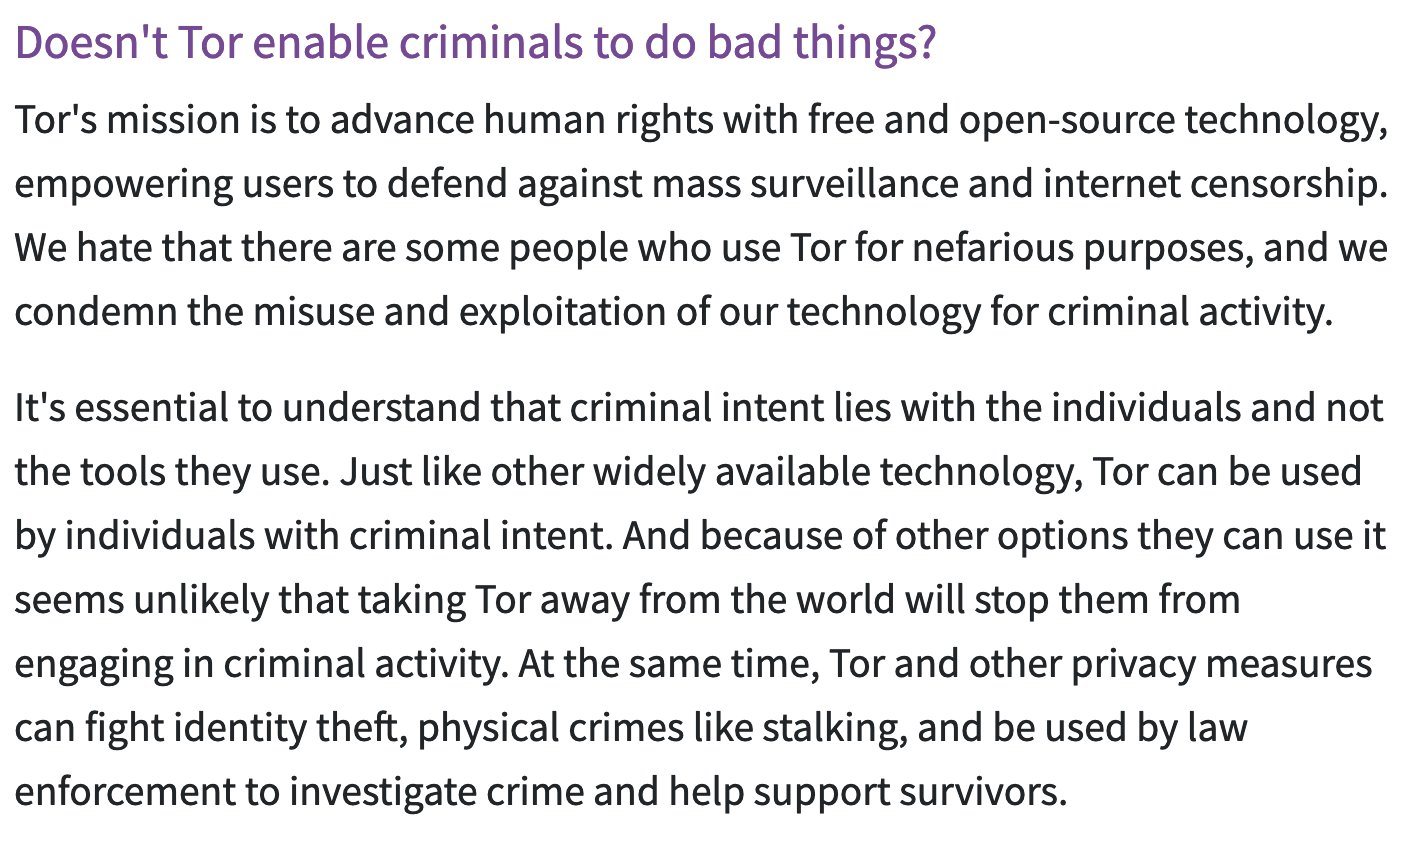 Doesn't Tor enable criminals to do bad things?
Tor's mission is to advance human rights with free and open-source technology,
empowering users to defend against mass surveillance and internet censorship.
We hate that there are some people who use Tor for nefarious purposes, and we
condemn the misuse and exploitation of our technology for criminal activity.
It's essential to understand that criminal intent lies with the individuals and not
the tools they use. Just like other widely available technology, Tor can be used
by individuals with criminal intent. And because of other options they can use it
seems unlikely that taking Tor away from the world will stop them from
engaging in criminal activity. At the same time, Tor and other privacy measures
can fight identity theft, physical crimes like stalking, and be used by law
enforcement to investigate crime and help support survivors.